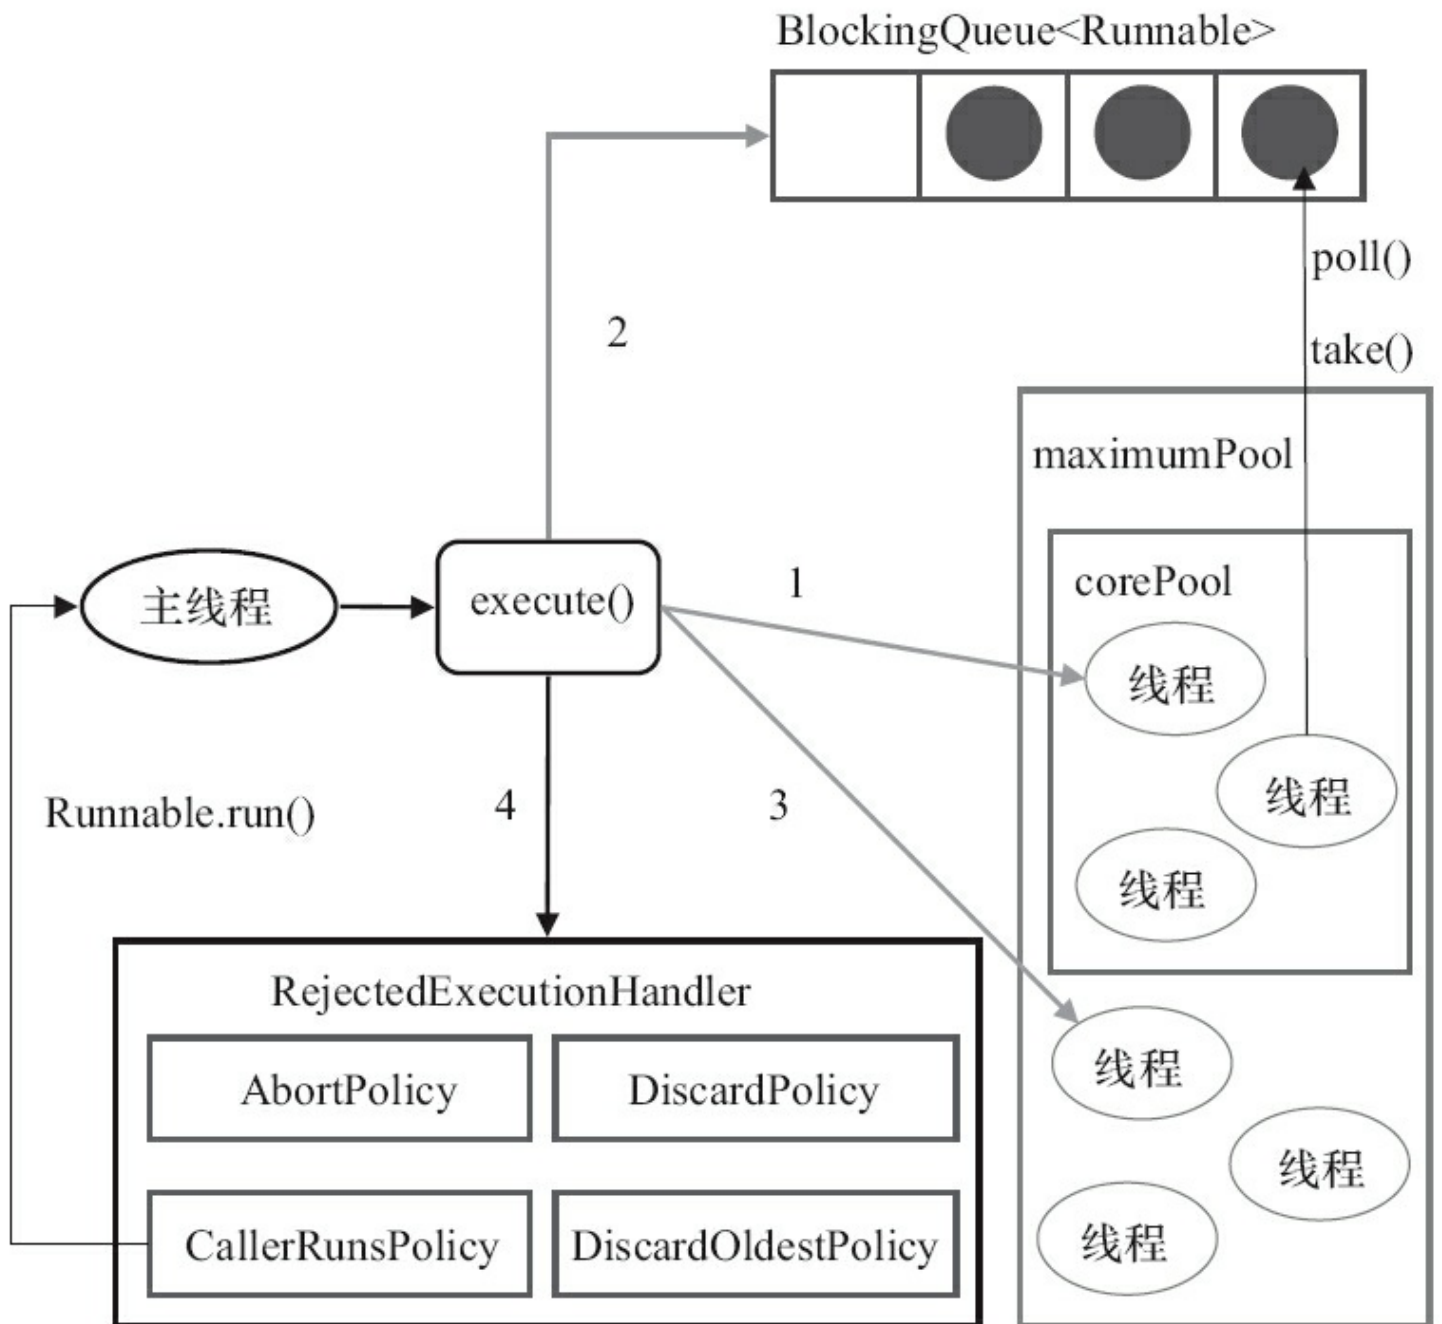 BlockingQueue<Runnable>
poll()
2
take()
maximumPool
1
corePool
主线程
execute()
线程
线程
Runnable.run()
4
3
线程
RejectedExecutionHandler
线程
AbortPolicy
DiscardPolicy
线程
CallerRunsPolicy
DiscardOldestPolicy
线程